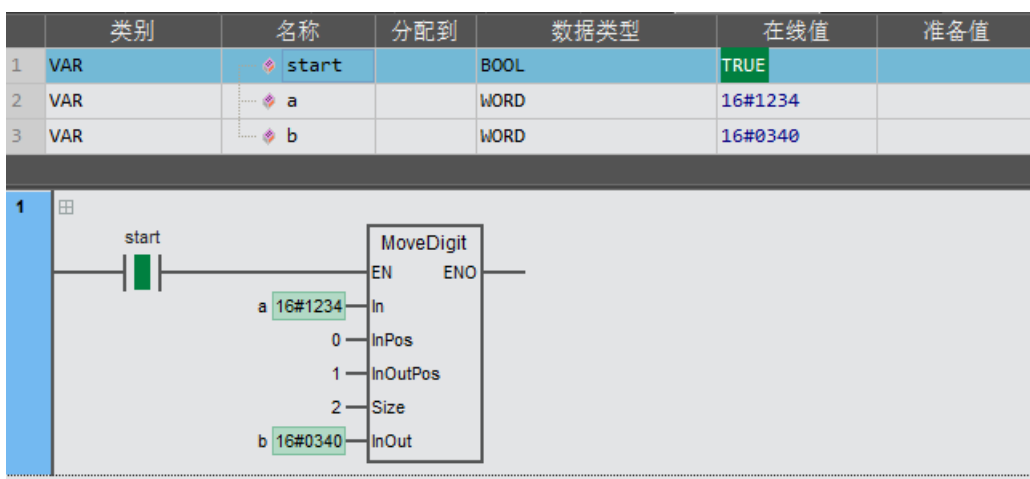 类别 名称 分配到 数据类型 在线值 准备值
1 VAR start BOOL TRUE
2 VAR a WORD 16#1234
3 VAR b WORD 16#0340
1
start
MoveDigit
EN ENO
a 16#1234 In
0 InPos
1 InOutPos
2 Size
b 16#0340 InOut